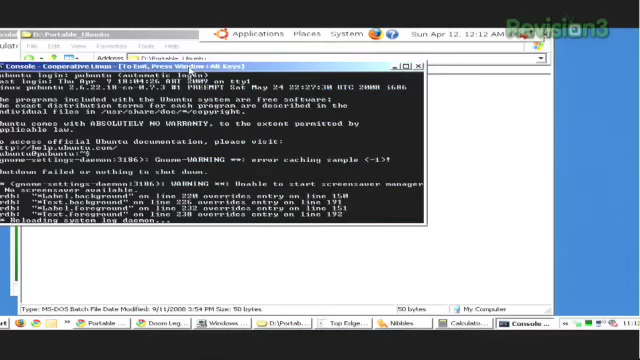 D:\Portable_Ubuntu
Applications Places System
Sun Apr 12, 12:12 AM
Revision3
File
Address
D:\Portable_Ubuntu
Console - Cooperative Linux - [To Exit, Press Window+Alt Keys]
pubuntu login: pubuntu (automatic login)
Last login: Thu Apr 9 18:04:26 ART 2009 on tty1
Linux pubuntu 2.6.22.18-co-0.7.3 #1 PREEMPT Sat May 24 22:27:30 UTC 2008 i686
The programs included with the Ubuntu system are free software;
the exact distribution terms for each program are described in the
individual files in /usr/share/doc/*/copyright.
Ubuntu comes with ABSOLUTELY NO WARRANTY, to the extent permitted by
applicable law.
To access official Ubuntu documentation, please visit:
http://help.ubuntu.com/
pubuntu@pubuntu:~$
(gnome-settings-daemon:3186): Gnome-WARNING **: error caching sample <-1>!
Shutdown failed or nothing to shut down.
** (gnome-settings-daemon:3186): WARNING **: Unable to start screensaver manager
: No screensaver available.
xrdb: "*Label.background" on line 220 overrides entry on line 150
xrdb: "*Text.background" on line 226 overrides entry on line 191
xrdb: "*Label.foreground" on line 232 overrides entry on line 151
xrdb: "*Text.foreground" on line 238 overrides entry on line 192
* Reloading system log daemon...
Type: MS-DOS Batch File Date Modified: 9/11/2008 3:54 PM Size: 50 bytes
50 bytes
My Computer
start
Portable ...
Doom Leg...
Windows ...
D:\Portab...
Top Edge...
Nibbles
Calculato...
Console ...
11:12